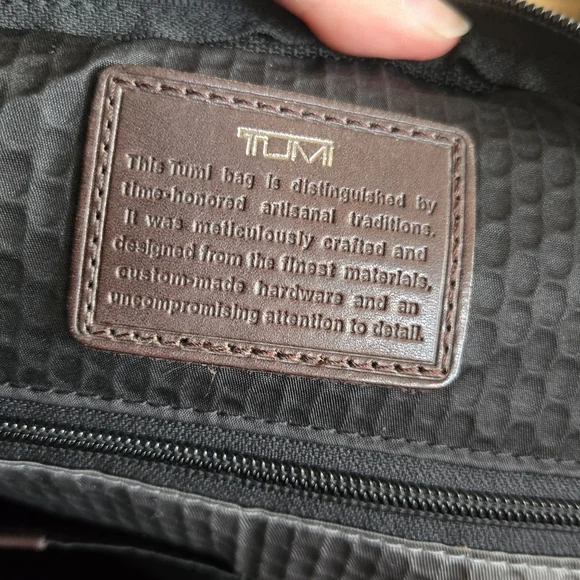 TUMI
This Tumi bag is distinguished by
time-honored artisanal traditions.
It was meticulously crafted and
designed from the finest materials,
custom-made hardware and an
uncompromising attention to detail.